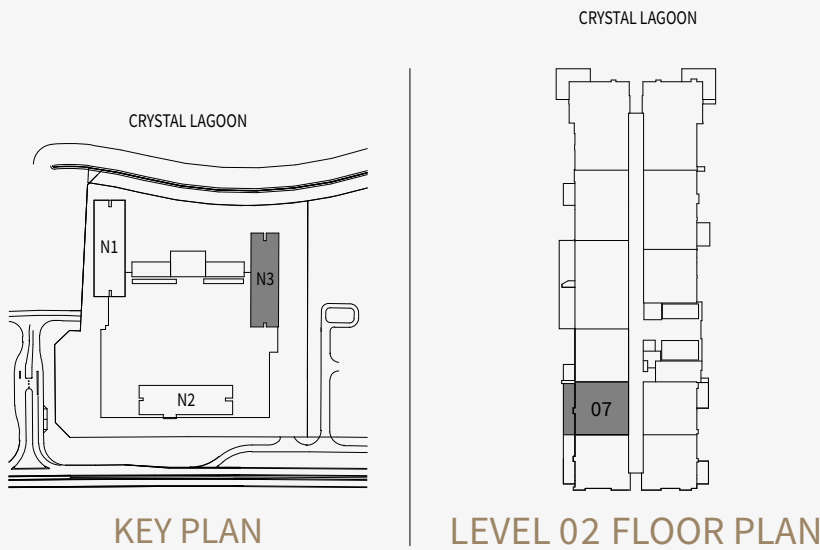 CRYSTAL LAGOON
N1
N3
N2
KEY PLAN
CRYSTAL LAGOON
07
LEVEL 02 FLOOR PLAN